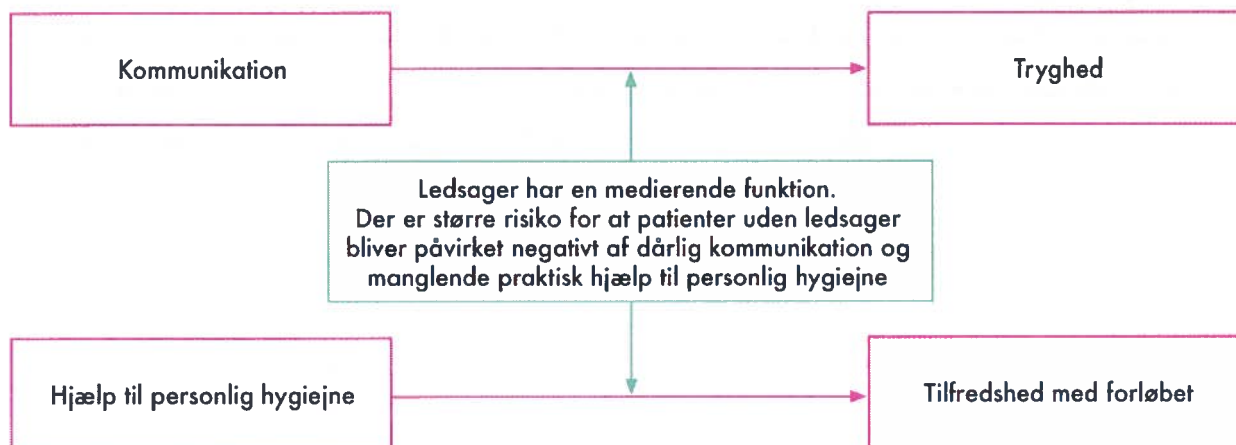 Kommunikation
Tryghed
Ledsager har en medierende funktion.
Der er større risiko for at patienter uden ledsager
bliver påvirket negativt af dårlig kommunikation og
manglende praktisk hjælp til personlig hygiejne
Hjælp til personlig hygiejne
Tilfredshed med forløbet